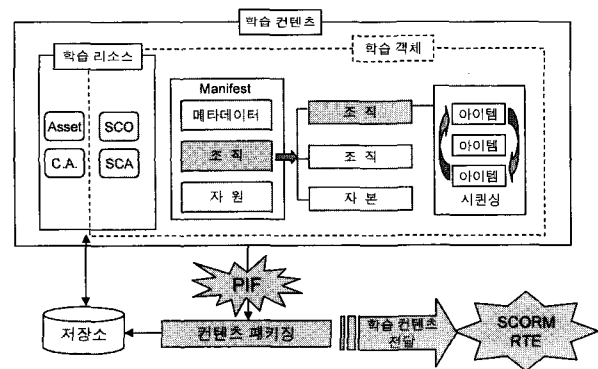 학습 컨텐츠
학습 객체
학습 리소스
Asset
SCO
C.A.
SCA
Manifest
메타데이터
조 직
자 원
조 직
조 직
자 본
아이템
아이템
아이템
시퀀싱
PIF
저장소
컨텐츠 패키징
학습 컨텐츠
전달
SCORM
RTE